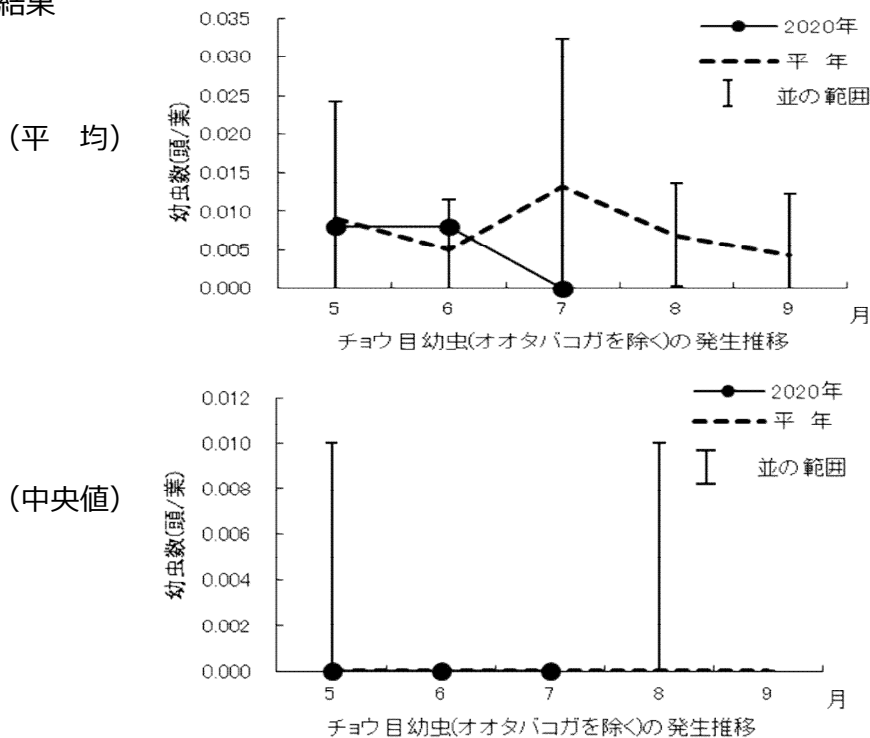 結果
(平 均)
幼虫数(頭/葉)
0.035
0.030
0.025
0.020
0.015
0.010
0.005
0.000
2020年
平 年
並の範囲
5 6 7 8 9 月
チョウ目幼虫(オオタバコガを除く)の発生推移
(中央値)
幼虫数(頭/葉)
0.012
0.010
0.008
0.006
0.004
0.002
0.000
2020年
平 年
並の範囲
5 6 7 8 9 月
チョウ目幼虫(オオタバコガを除く)の発生推移